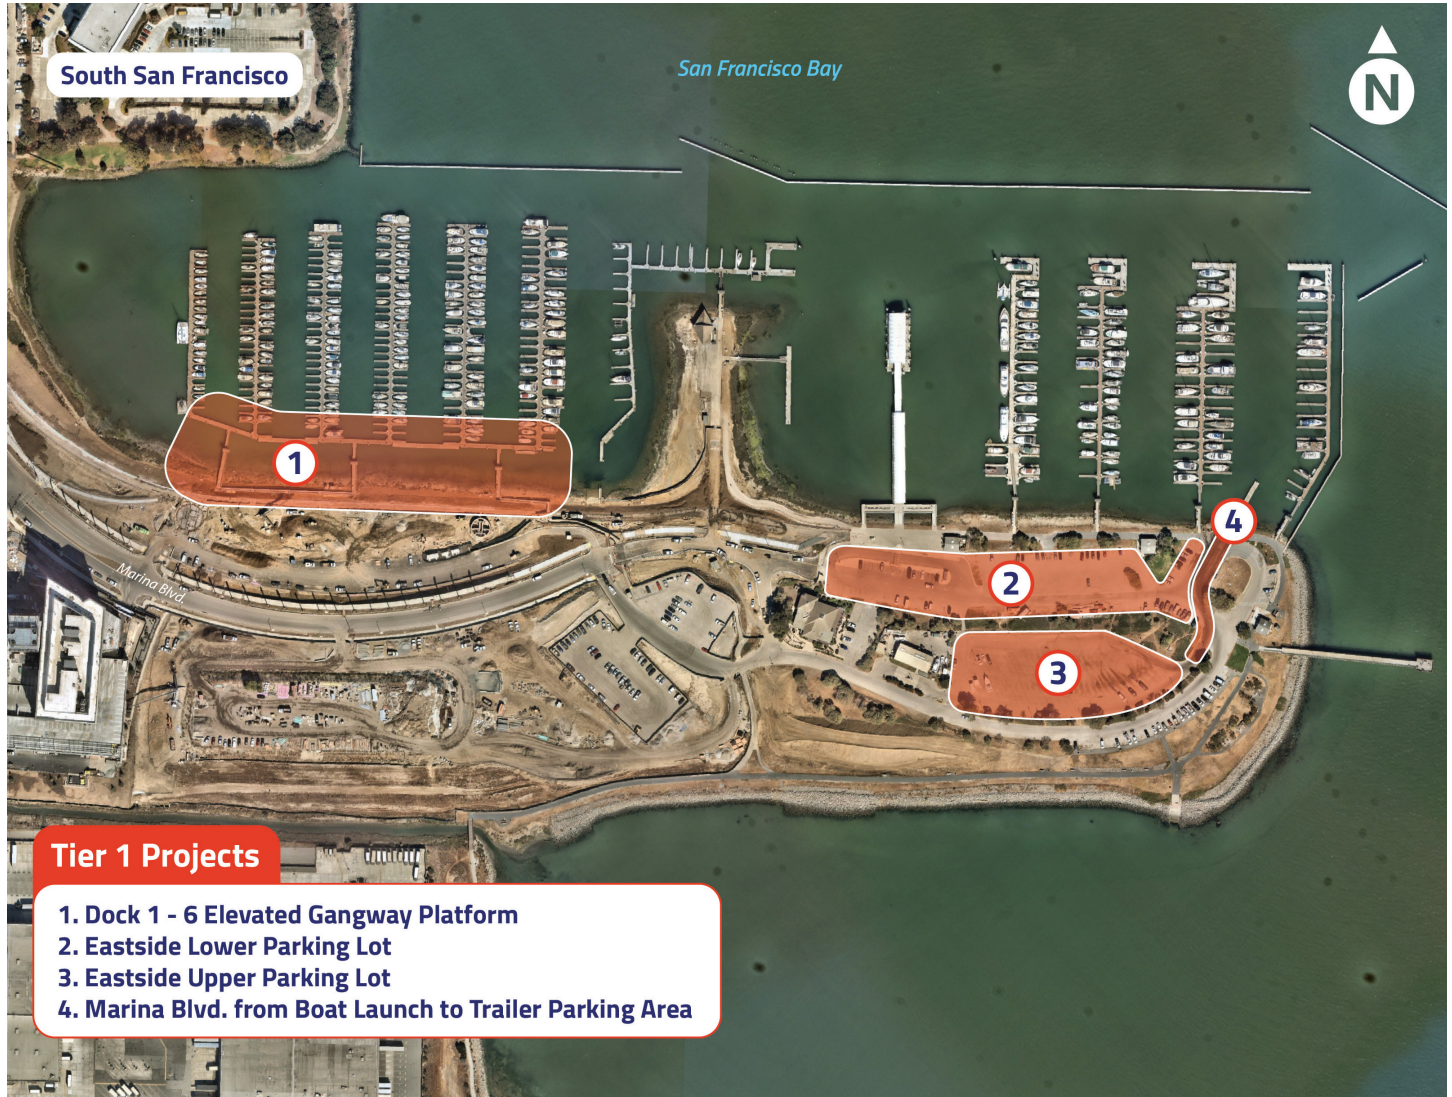 South San Francisco
San Francisco Bay
N
1
4
2
Marina Blvd.
3
Tier 1 Projects
1. Dock 1 - 6 Elevated Gangway Platform
2. Eastside Lower Parking Lot
3. Eastside Upper Parking Lot
4. Marina Blvd. from Boat Launch to Trailer Parking Area